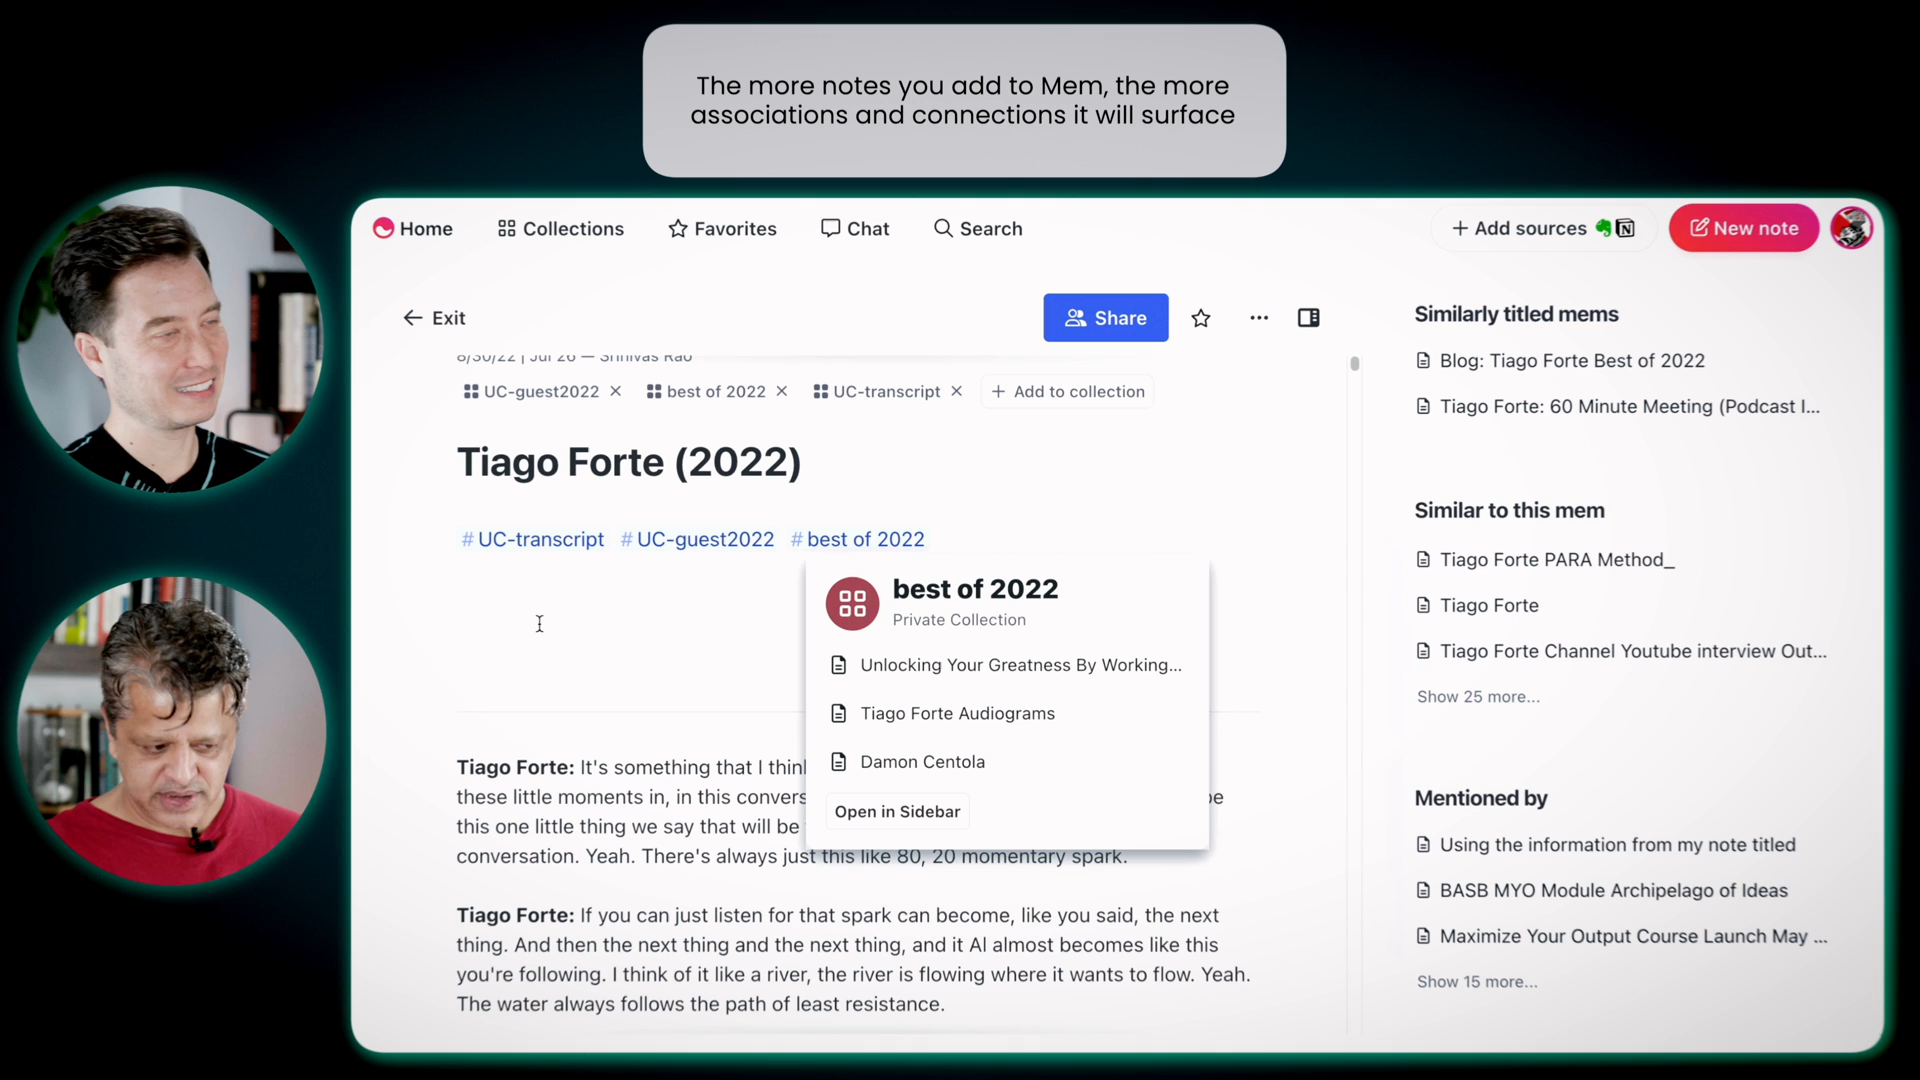 The more notes you add to Mem, the more
associations and connections it will surface
Home
Collections
Favorites
Chat
Search
+ Add sources
New note
← Exit
Share
Similarly titled mems
Blog: Tiago Forte Best of 2022
Tiago Forte: 60 Minute Meeting (Podcast I...
8/30/22 | Jul 26 — Srinivas Rao
UC-guest2022 ×
best of 2022 ×
UC-transcript ×
+ Add to collection
Tiago Forte (2022)
#UC-transcript #UC-guest2022 #best of 2022
best of 2022
Private Collection
Unlocking Your Greatness By Working...
Tiago Forte Audiograms
Damon Centola
Open in Sidebar
Tiago Forte: It's something that I think
these little moments in, in this convers
this one little thing we say that will be
conversation. Yeah. There's always just this like 80, 20 momentary spark.
Tiago Forte: If you can just listen for that spark can become, like you said, the next
thing. And then the next thing and the next thing, and it Al almost becomes like this
you're following. I think of it like a river, the river is flowing where it wants to flow. Yeah.
The water always follows the path of least resistance.
Similar to this mem
Tiago Forte PARA Method_
Tiago Forte
Tiago Forte Channel Youtube interview Out...
Show 25 more...
Mentioned by
Using the information from my note titled
BASB MYO Module Archipelago of Ideas
Maximize Your Output Course Launch May ...
Show 15 more...